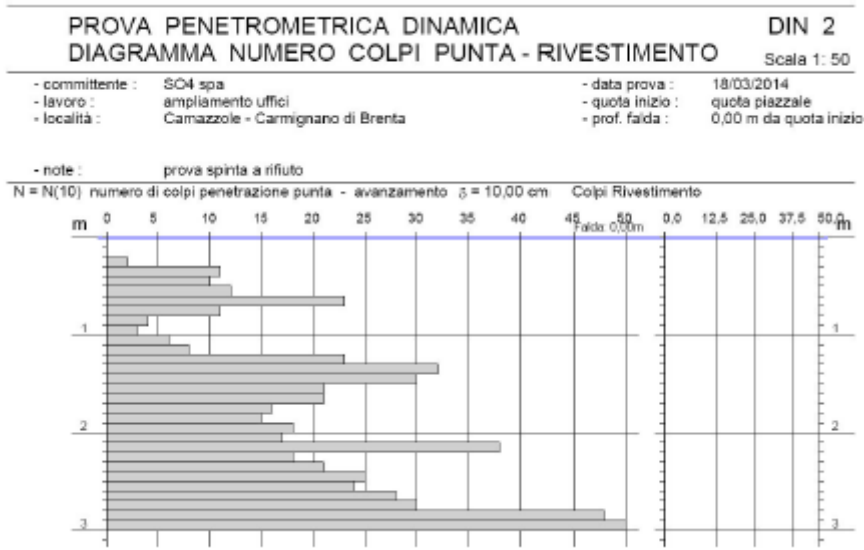 PROVA PENETROMETRICA DINAMICA DIN 2
DIAGRAMMA NUMERO COLPI PUNTA - RIVESTIMENTO Scala 1: 50
- committente : SO4 spa - data prova : 18/03/2014
- lavoro : ampliamento uffici - quota inizio : quota piazzale
- località : Camazzole - Carmignano di Brenta - prof. falda : 0,00 m da quota inizio
- note : prova spinta a rifiuto
N = N(10) numero di colpi penetrazione punta - avanzamento δ = 10,00 cm Colpi Rivestimento
m 0 5 10 15 20 25 30 35 40 45 50 0,0 12,5 25,0 37,5 50,0 m
Falda: 0,00m
1 1
2 2
3 3